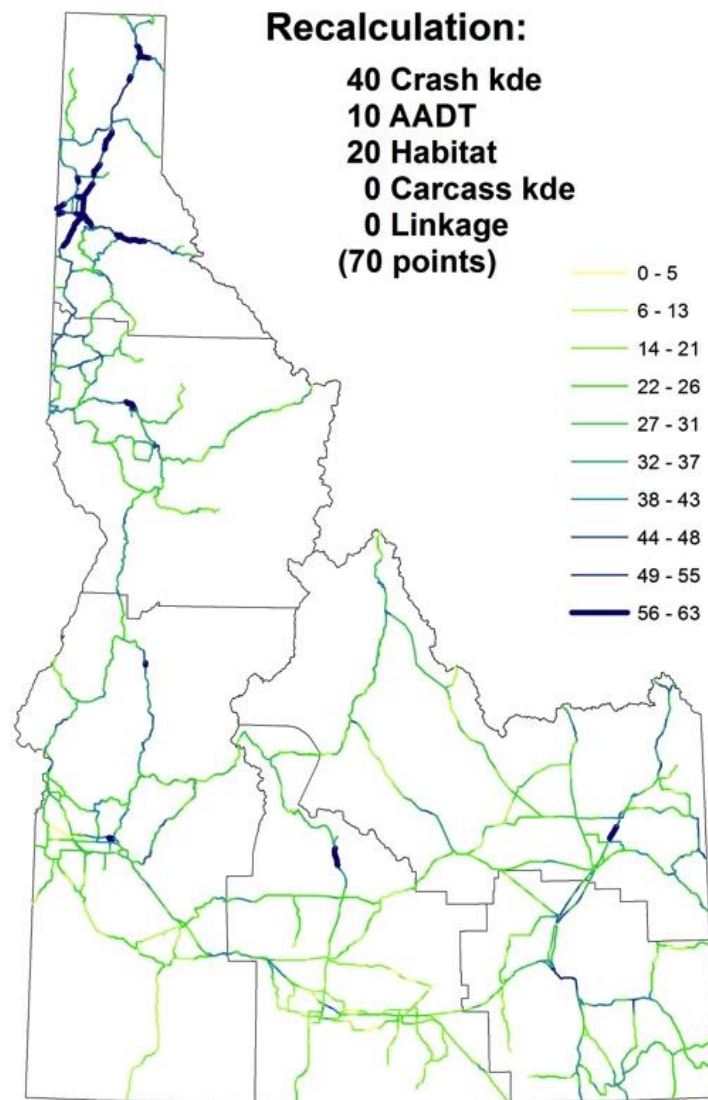 Recalculation:
40 Crash kde
10 AADT
20 Habitat
0 Carcass kde
0 Linkage
(70 points)
0 - 5
6 - 13
14 - 21
22 - 26
27 - 31
32 - 37
38 - 43
44 - 48
49 - 55
56 - 63